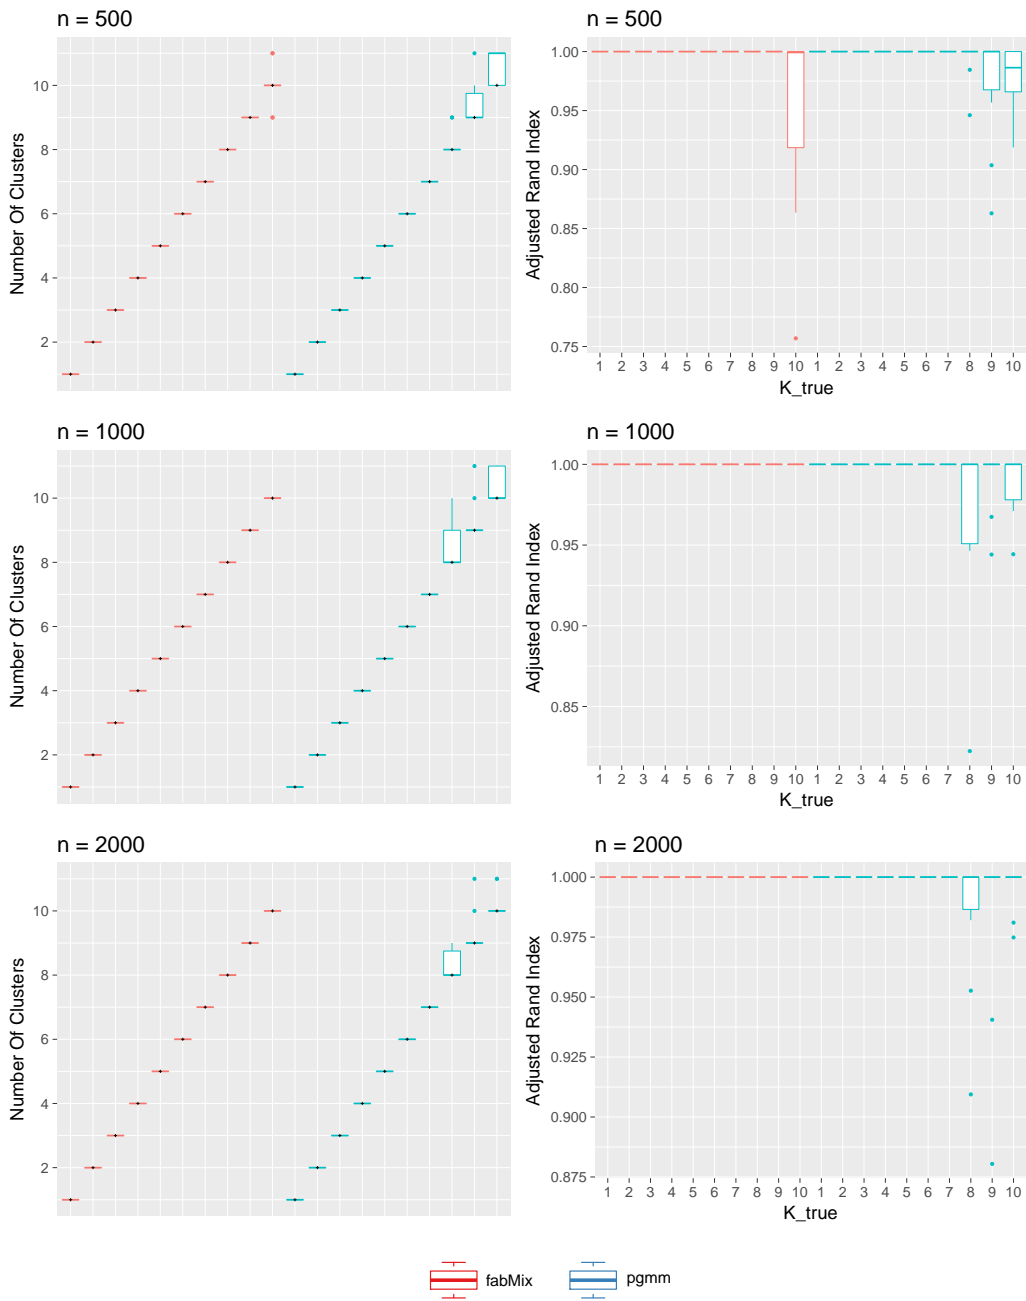 n = 500
Number Of Clusters
10
8
6
4
2
n = 500
Adjusted Rand Index
1.00
0.95
0.90
0.85
0.80
0.75
1 2 3 4 5 6 7 8 9 10 1 2 3 4 5 6 7 8 9 10
K_true
n = 1000
Number Of Clusters
10
8
6
4
2
n = 1000
Adjusted Rand Index
1.00
0.95
0.90
0.85
1 2 3 4 5 6 7 8 9 10 1 2 3 4 5 6 7 8 9 10
K_true
n = 2000
Number Of Clusters
10
8
6
4
2
n = 2000
Adjusted Rand Index
1.000
0.975
0.950
0.925
0.900
0.875
1 2 3 4 5 6 7 8 9 10 1 2 3 4 5 6 7 8 9 10
K_true
fabMix pgmm